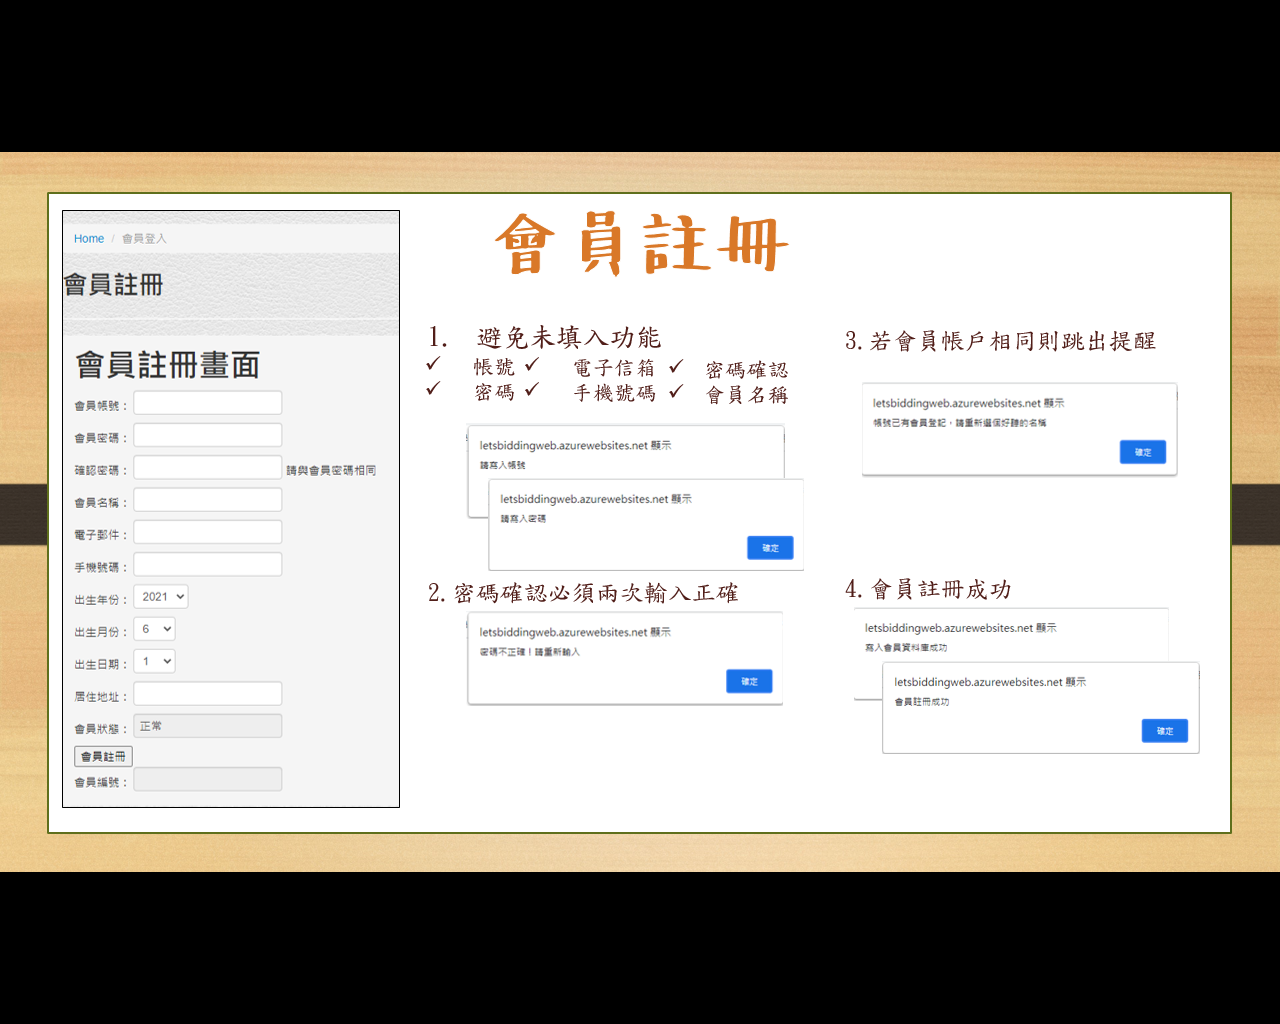 會員註冊
Home / 會員登入
會員註冊
會員註冊畫面
會員帳號：
會員密碼：
確認密碼： 請與會員密碼相同
會員名稱：
電子郵件：
手機號碼：
出生年份： 2021
出生月份： 6
出生日期： 1
居住地址：
會員狀態： 正常
會員註冊
會員編號：
1. 避免未填入功能
✓ 帳號 ✓ 電子信箱 ✓ 密碼確認
✓ 密碼 ✓ 手機號碼 ✓ 會員名稱
letsbiddingweb.azurewebsites.net 顯示
請寫入帳號
letsbiddingweb.azurewebsites.net 顯示
請寫入密碼
確定
2. 密碼確認必須兩次輸入正確
letsbiddingweb.azurewebsites.net 顯示
密碼不正確！請重新輸入
確定
3. 若會員帳戶相同則跳出提醒
letsbiddingweb.azurewebsites.net 顯示
帳號已有會員登記，請重新選個好聽的名稱
確定
4. 會員註冊成功
letsbiddingweb.azurewebsites.net 顯示
寫入會員資料庫成功
letsbiddingweb.azurewebsites.net 顯示
會員註冊成功
確定